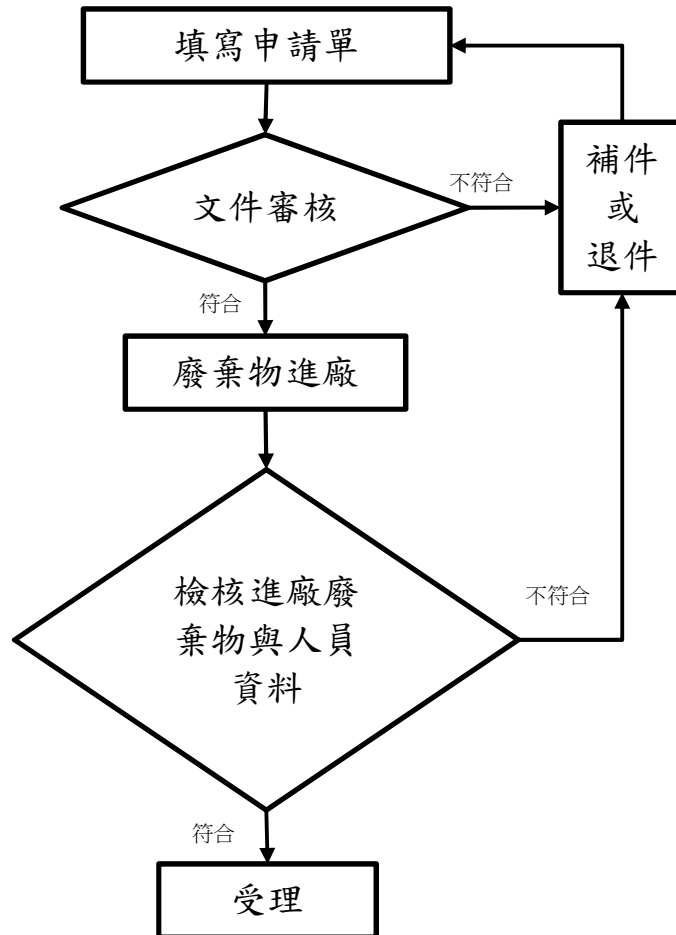 填寫申請單
文件審核
不符合
補件
或
退件
符合
廢棄物進廠
檢核進廠廢
棄物與人員
資料
不符合
符合
受理